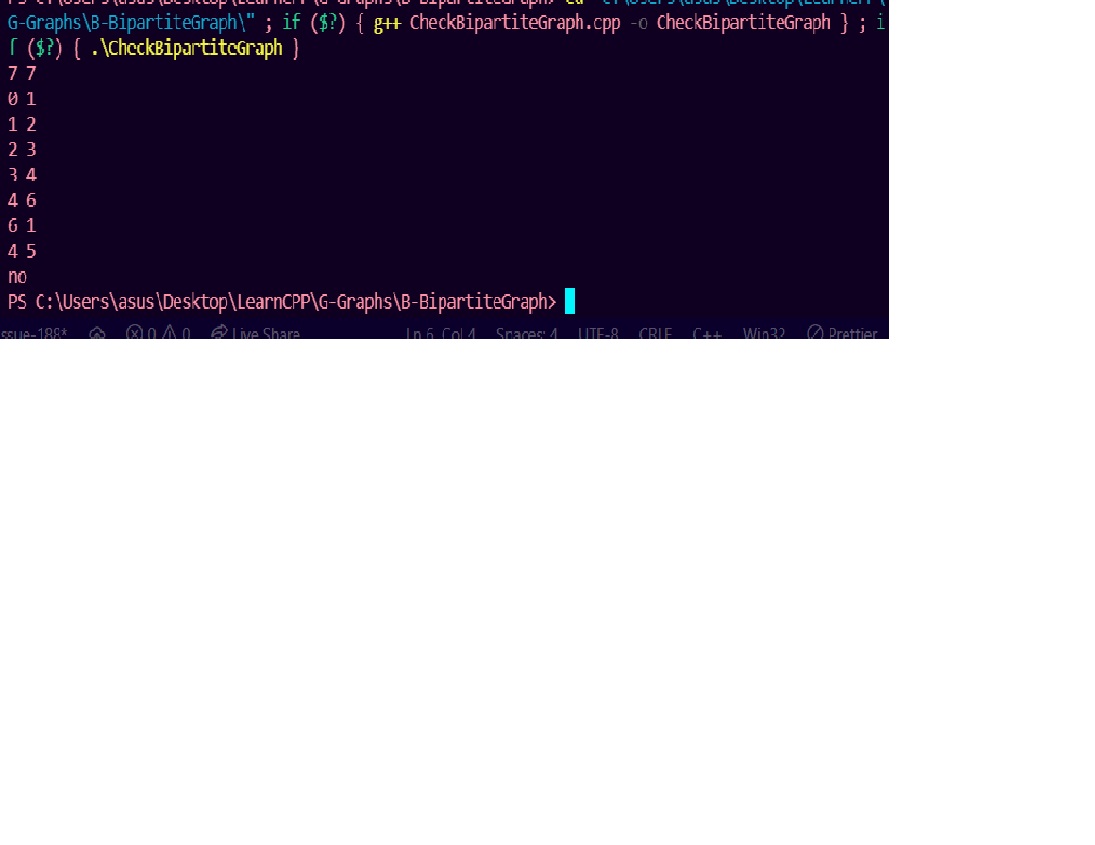 PS C:\Users\asus\Desktop\LearnCPP\G-Graphs\B-BipartiteGraph> cd "C:\Users\asus\Desktop\LearnCPP\
G-Graphs\B-BipartiteGraph\" ; if ($?) { g++ CheckBipartiteGraph.cpp -o CheckBipartiteGraph } ; i
f ($?) { .\CheckBipartiteGraph }
7 7
0 1
1 2
2 3
3 4
4 6
6 1
4 5
no
PS C:\Users\asus\Desktop\LearnCPP\G-Graphs\B-BipartiteGraph>
ssue-188* 0 0 Live Share Ln 6, Col 4 Spaces: 4 UTF-8 CRLF C++ Win32 Prettier